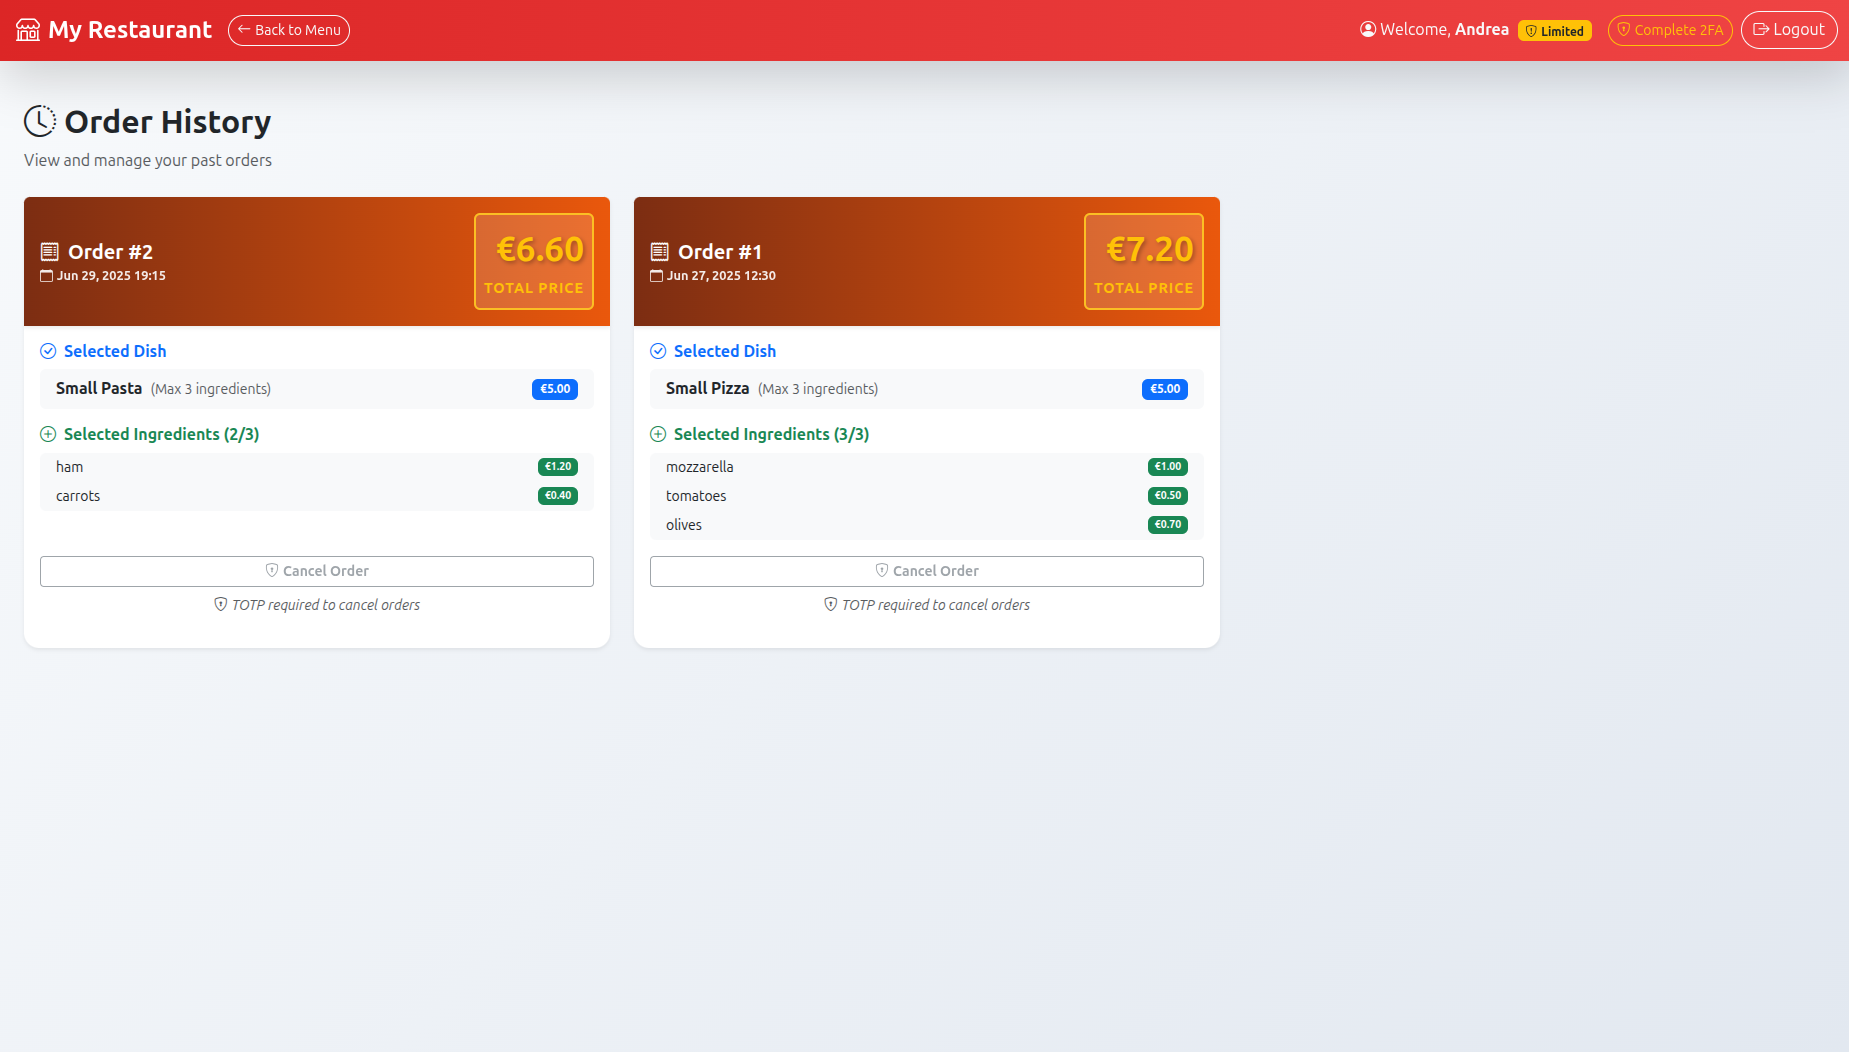 My Restaurant
Back to Menu
Welcome, Andrea
Limited
Complete 2FA
Logout
Order History
View and manage your past orders
Order #2
Jun 29, 2025 19:15
€6.60
TOTAL PRICE
Selected Dish
Small Pasta (Max 3 ingredients) €5.00
Selected Ingredients (2/3)
ham €1.20
carrots €0.40
Cancel Order
TOTP required to cancel orders
Order #1
Jun 27, 2025 12:30
€7.20
TOTAL PRICE
Selected Dish
Small Pizza (Max 3 ingredients) €5.00
Selected Ingredients (3/3)
mozzarella €1.00
tomatoes €0.50
olives €0.70
Cancel Order
TOTP required to cancel orders